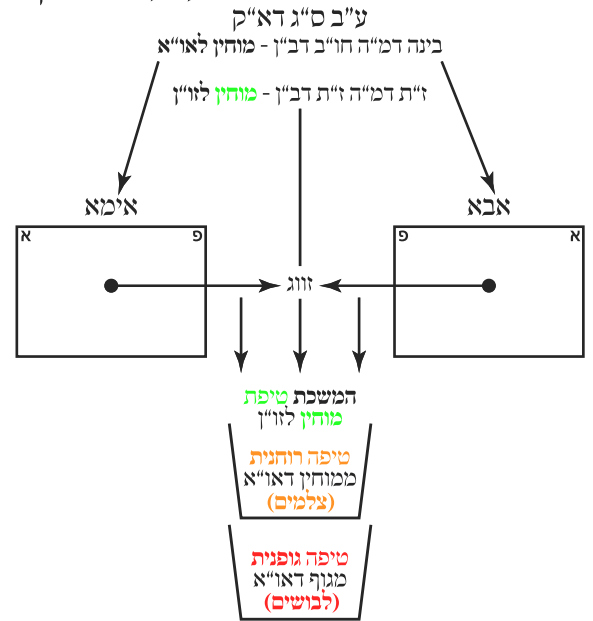 ע״ב ס״ג דא״ק
בינה דמ״ה חו״ב דב״ן - מוחין לאו״א
ז״ת דמ״ה ז״ת דב״ן - מוחין לזו״ן
אבא
אימא
א
פ
פ
א
זווג
המשכת טיפת
מוחין לזו״ן
טיפה רוחנית
ממוחין דאו״א
(צלמים)
טיפה גופנית
מגוף דאו״א
(לבושים)